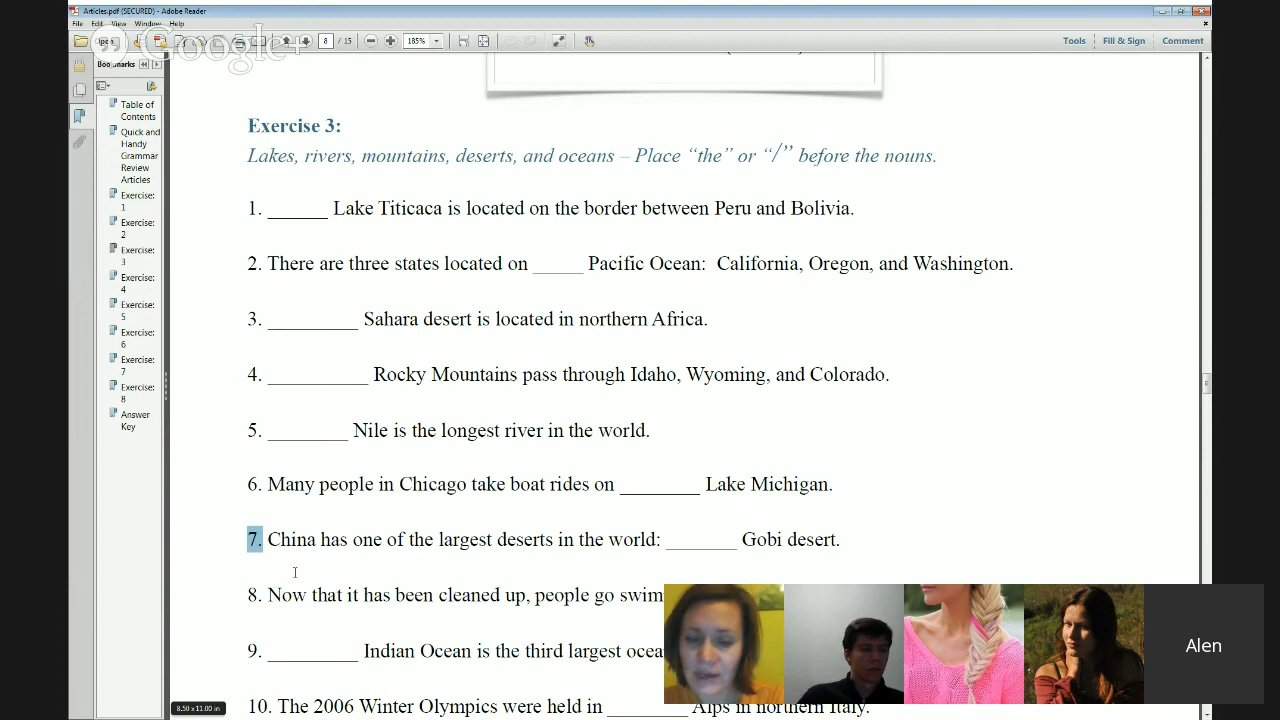 Articles.pdf (SECURED) - Adobe Reader
File Edit View Window Help
Open
8 / 15
185%
Tools Fill & Sign Comment
Google+
Bookmarks
Table of
Contents
Quick and
Handy
Grammar
Review
Articles
Exercise:
1
Exercise:
2
Exercise:
3
Exercise:
4
Exercise:
5
Exercise:
6
Exercise:
7
Exercise:
8
Answer
Key
Exercise 3:
Lakes, rivers, mountains, deserts, and oceans – Place “the” or “/” before the nouns.
1. ______ Lake Titicaca is located on the border between Peru and Bolivia.
2. There are three states located on _____ Pacific Ocean: California, Oregon, and Washington.
3. _________ Sahara desert is located in northern Africa.
4. __________ Rocky Mountains pass through Idaho, Wyoming, and Colorado.
5. ________ Nile is the longest river in the world.
6. Many people in Chicago take boat rides on ________ Lake Michigan.
7. China has one of the largest deserts in the world: _______ Gobi desert.
8. Now that it has been cleaned up, people go swim
9. _________ Indian Ocean is the third largest ocea
10. The 2006 Winter Olympics were held in ________ Alps in northern Italy.
8.50 x 11.00 in
Alen